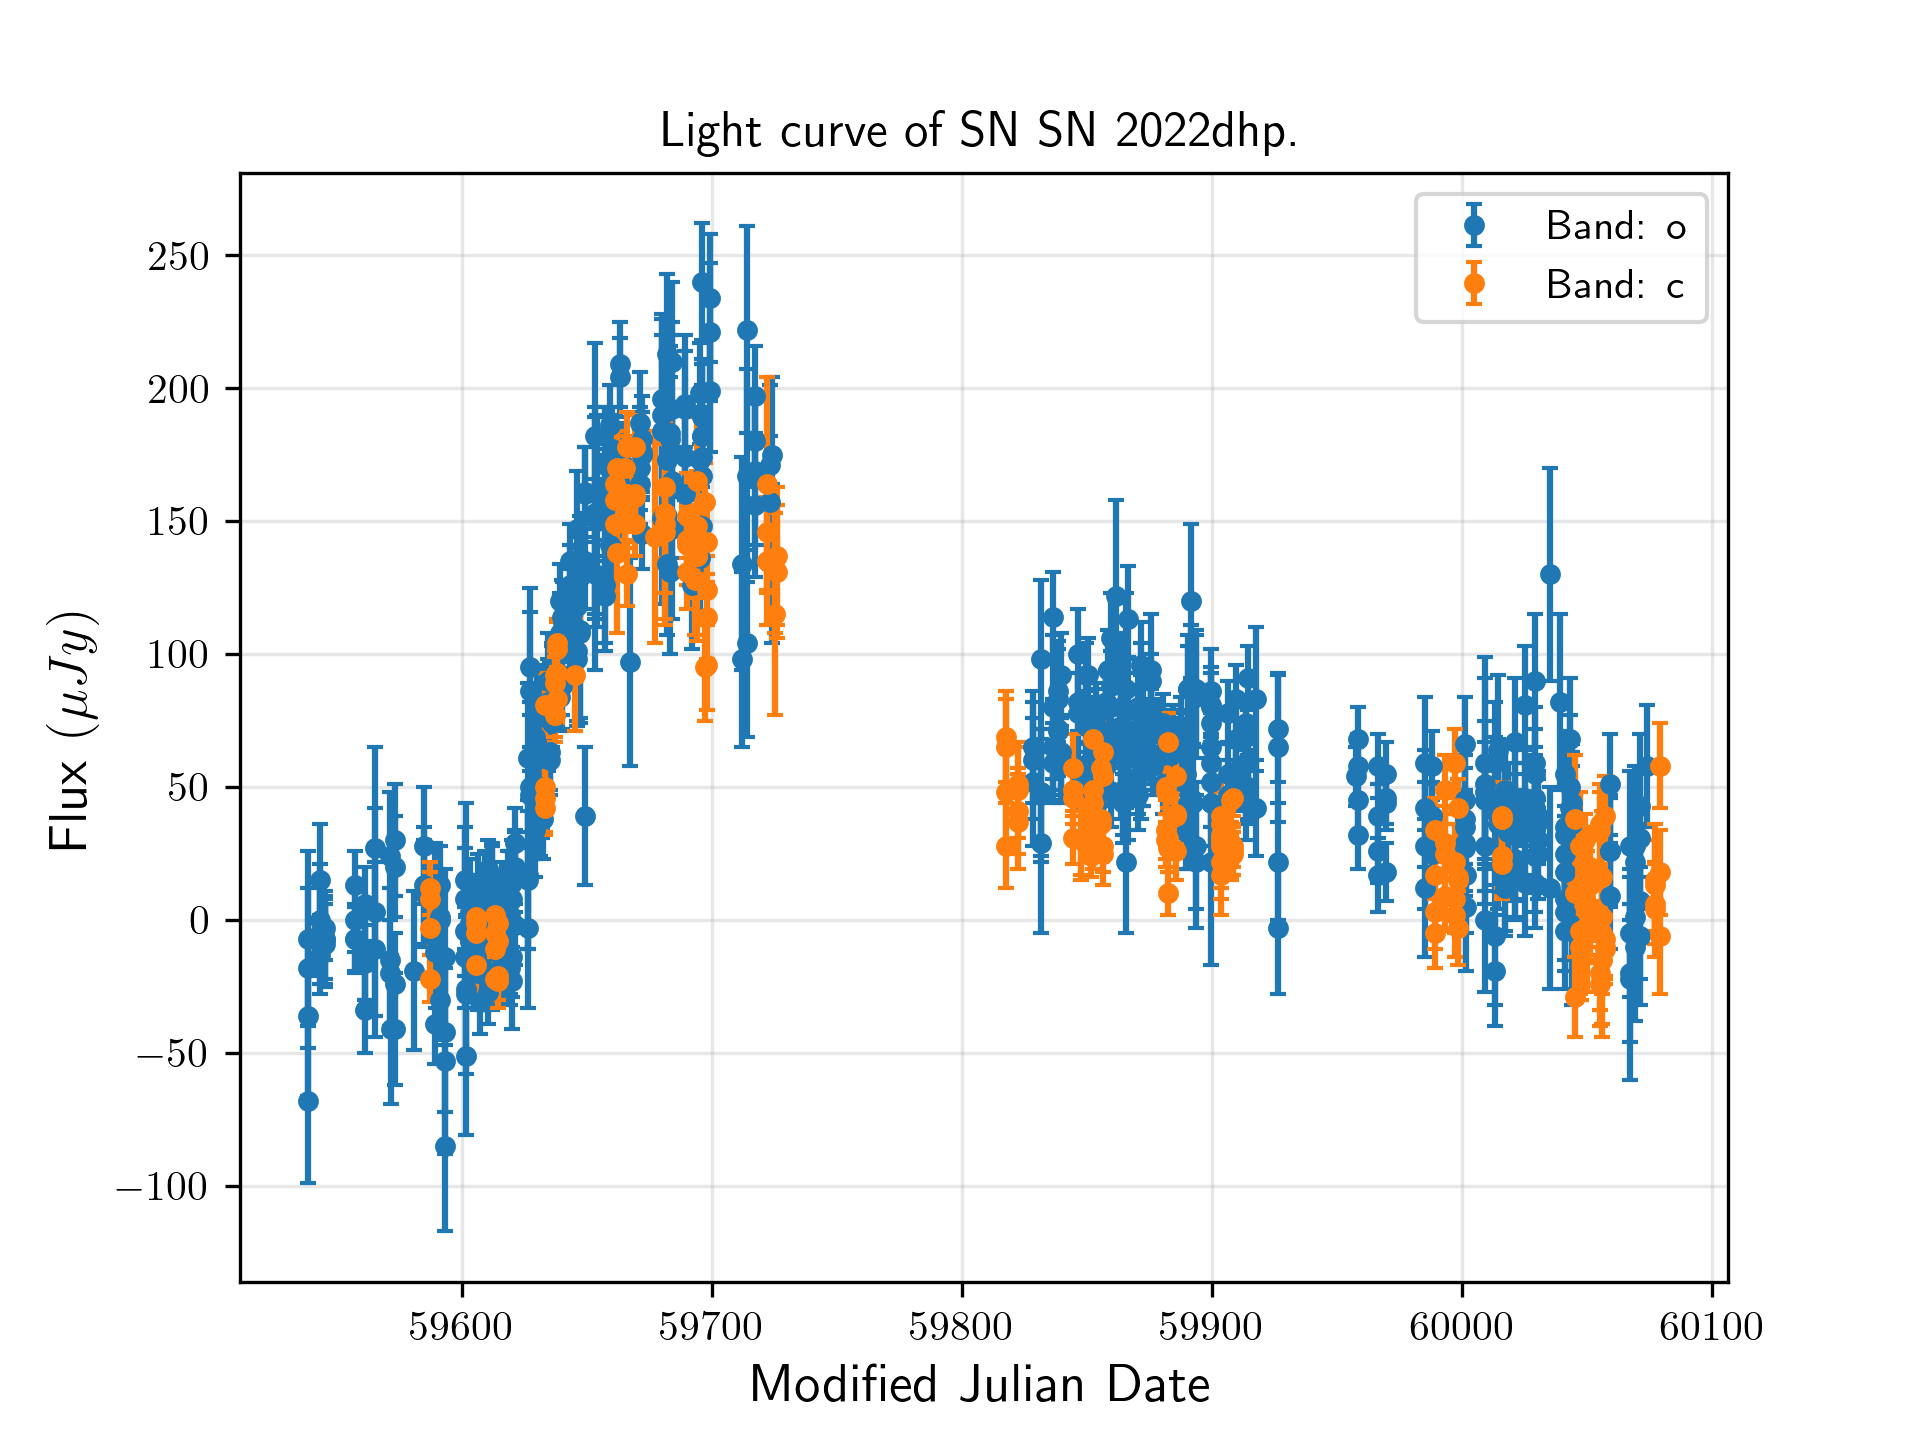 Light curve of SN SN 2022dhp.
Band: o
Band: c
250
200
150
100
50
0
−50
−100
Flux (μJy)
59600 59700 59800 59900 60000 60100
Modified Julian Date